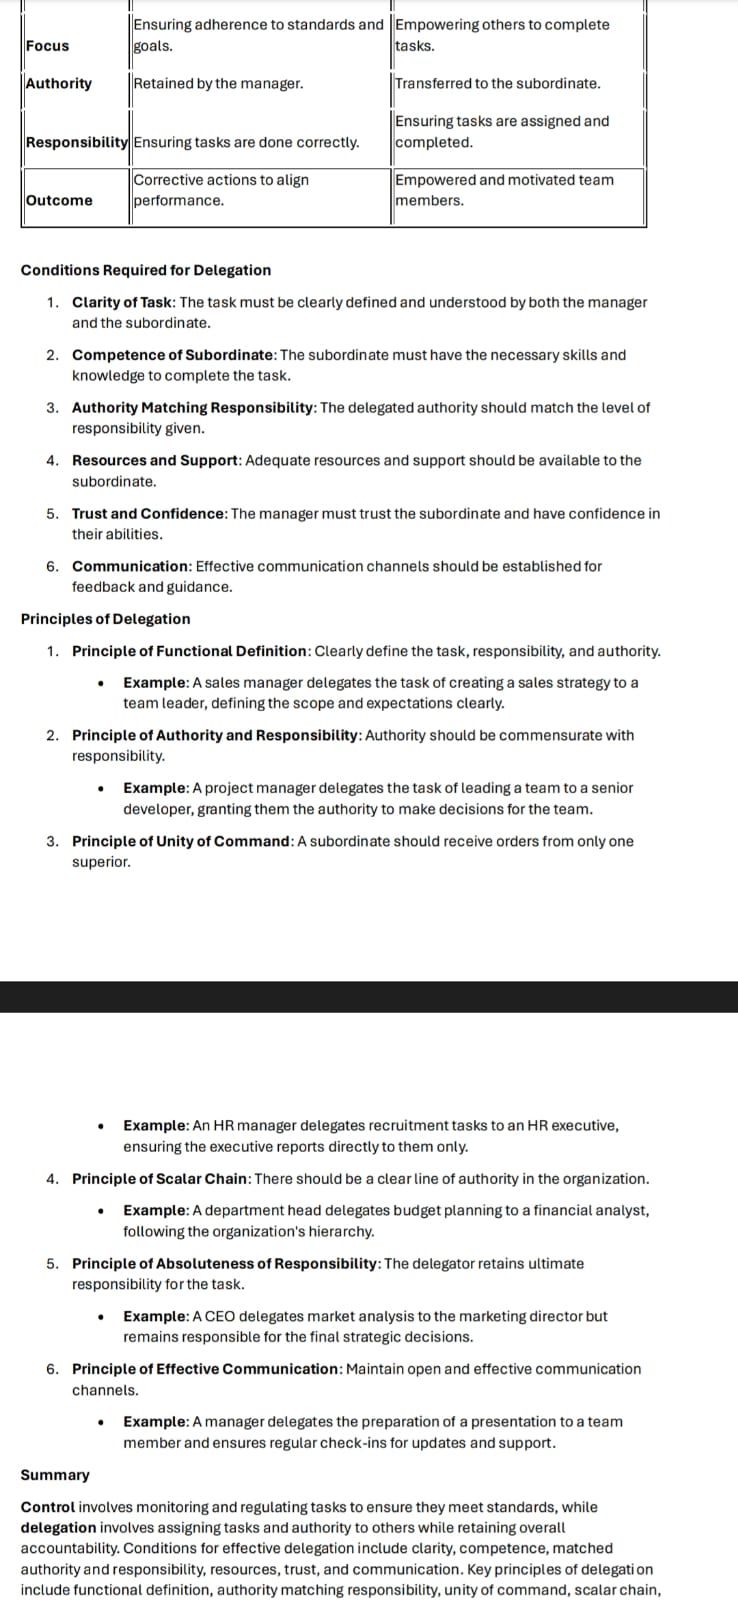 Ensuring adherence to standards and Empowering others to complete
Focus goals. tasks.
Authority Retained by the manager. Transferred to the subordinate.
Ensuring tasks are assigned and
Responsibility Ensuring tasks are done correctly. completed.
Corrective actions to align Empowered and motivated team
Outcome performance. members.
Conditions Required for Delegation
1. Clarity of Task: The task must be clearly defined and understood by both the manager
and the subordinate.
2. Competence of Subordinate: The subordinate must have the necessary skills and
knowledge to complete the task.
3. Authority Matching Responsibility: The delegated authority should match the level of
responsibility given.
4. Resources and Support: Adequate resources and support should be available to the
subordinate.
5. Trust and Confidence: The manager must trust the subordinate and have confidence in
their abilities.
6. Communication: Effective communication channels should be established for
feedback and guidance.
Principles of Delegation
1. Principle of Functional Definition: Clearly define the task, responsibility, and authority.
• Example: A sales manager delegates the task of creating a sales strategy to a
team leader, defining the scope and expectations clearly.
2. Principle of Authority and Responsibility: Authority should be commensurate with
responsibility.
• Example: A project manager delegates the task of leading a team to a senior
developer, granting them the authority to make decisions for the team.
3. Principle of Unity of Command: A subordinate should receive orders from only one
superior.
• Example: An HR manager delegates recruitment tasks to an HR executive,
ensuring the executive reports directly to them only.
4. Principle of Scalar Chain: There should be a clear line of authority in the organization.
• Example: A department head delegates budget planning to a financial analyst,
following the organization's hierarchy.
5. Principle of Absoluteness of Responsibility: The delegator retains ultimate
responsibility for the task.
• Example: A CEO delegates market analysis to the marketing director but
remains responsible for the final strategic decisions.
6. Principle of Effective Communication: Maintain open and effective communication
channels.
• Example: A manager delegates the preparation of a presentation to a team
member and ensures regular check-ins for updates and support.
Summary
Control involves monitoring and regulating tasks to ensure they meet standards, while
delegation involves assigning tasks and authority to others while retaining overall
accountability. Conditions for effective delegation include clarity, competence, matched
authority and responsibility, resources, trust, and communication. Key principles of delegation
include functional definition, authority matching responsibility, unity of command, scalar chain,